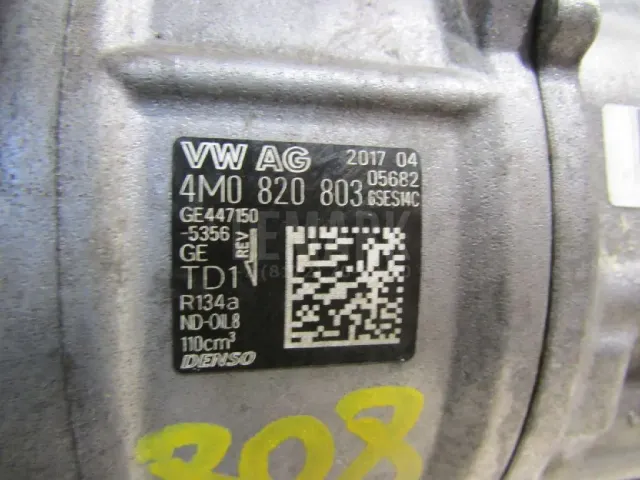 VW AG 2017 04
05682
4M0 820 803 6SES14C
GE447150
-5356
GE REV
TD1
R134a
ND-OIL8
110cm³
DENSO
808